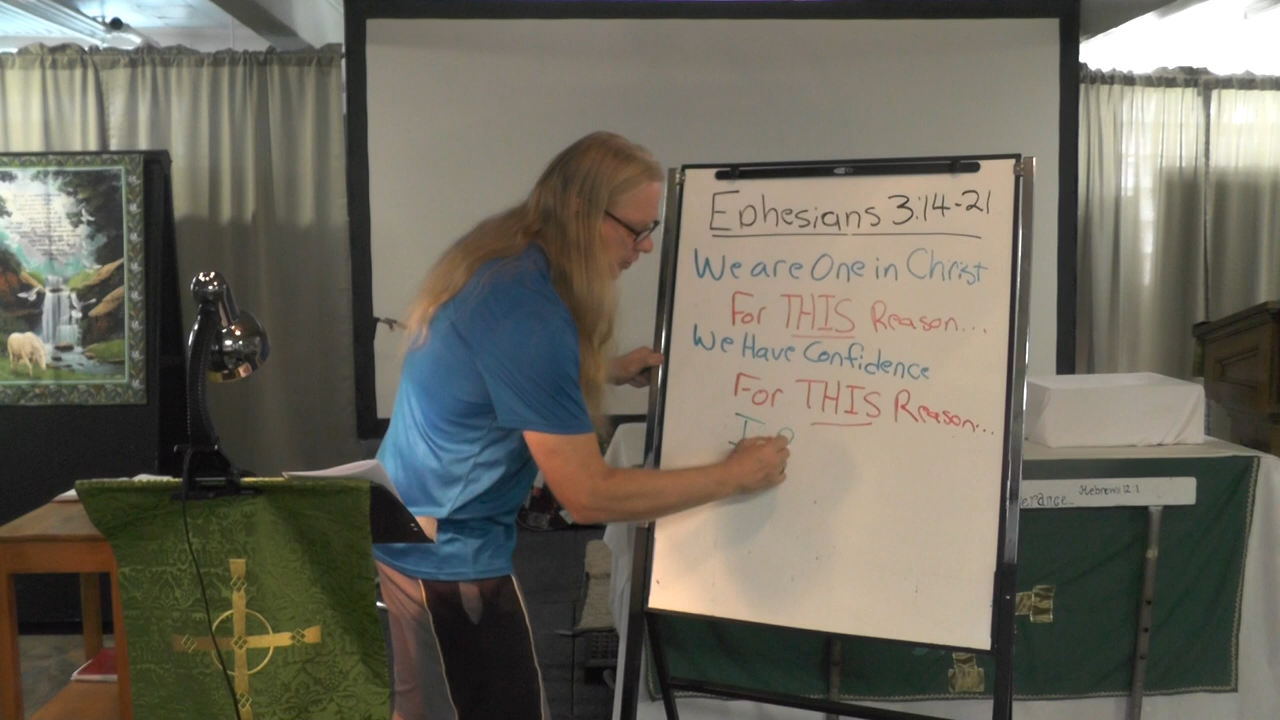 Ephesians 3:14-21
We are One in Christ
For THIS Reason...
We Have Confidence
For THIS Reason...
I
Hebrews 12:1